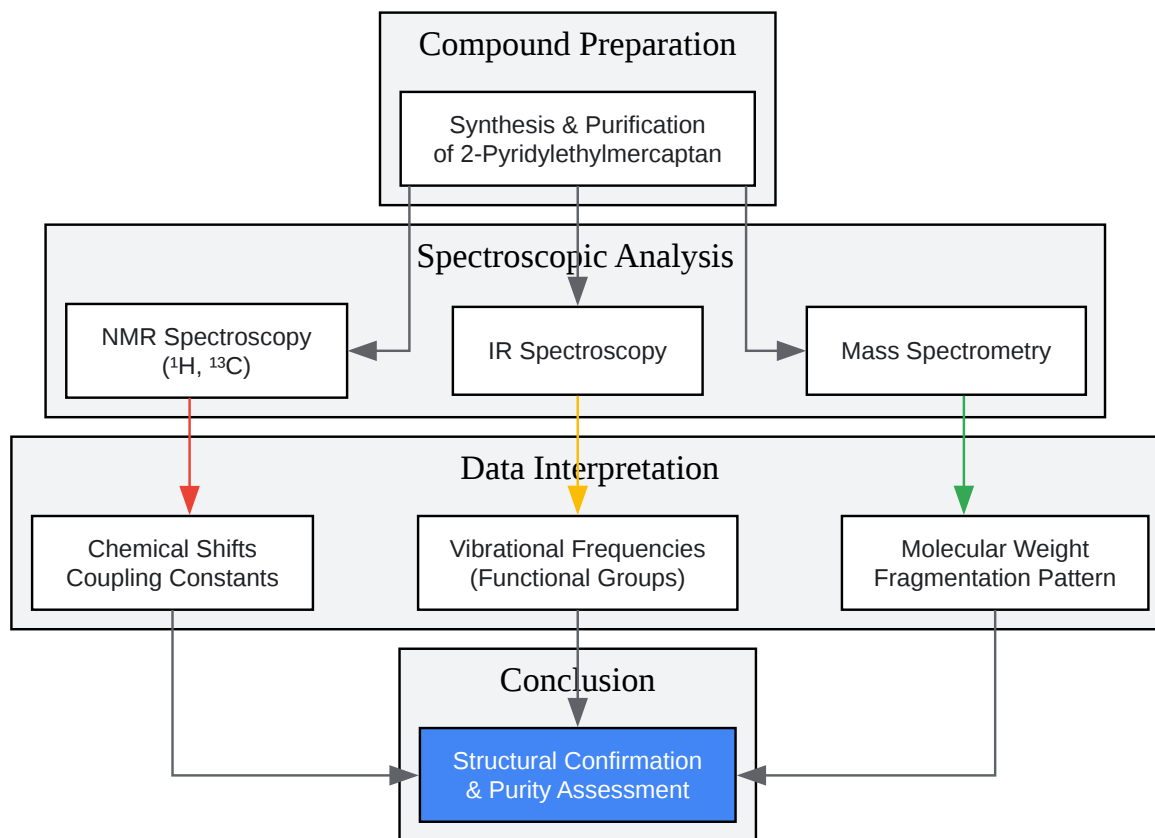 Compound Preparation
Synthesis & Purification
of 2-Pyridylethylmercaptan
Spectroscopic Analysis
NMR Spectroscopy
(¹H, ¹³C)
IR Spectroscopy
Mass Spectrometry
Data Interpretation
Chemical Shifts
Coupling Constants
Vibrational Frequencies
(Functional Groups)
Molecular Weight
Fragmentation Pattern
Conclusion
Structural Confirmation
& Purity Assessment